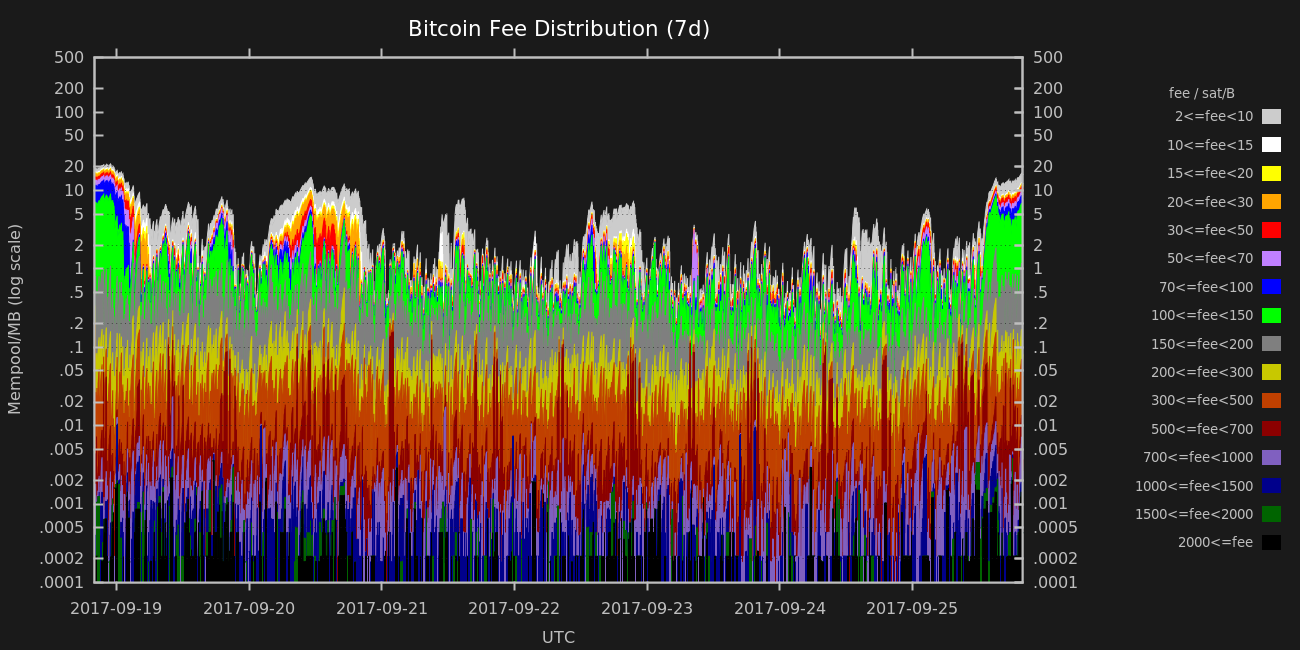 Bitcoin Fee Distribution (7d)
500
200
100
50
20
10
5
2
1
.5
.2
.1
.05
.02
.01
.005
.002
.001
.0005
.0002
.0001
Mempool/MB (log scale)
500
200
100
50
20
10
5
2
1
.5
.2
.1
.05
.02
.01
.005
.002
.001
.0005
.0002
.0001
2017-09-19 2017-09-20 2017-09-21 2017-09-22 2017-09-23 2017-09-24 2017-09-25
UTC
fee / sat/B
2<=fee<10
10<=fee<15
15<=fee<20
20<=fee<30
30<=fee<50
50<=fee<70
70<=fee<100
100<=fee<150
150<=fee<200
200<=fee<300
300<=fee<500
500<=fee<700
700<=fee<1000
1000<=fee<1500
1500<=fee<2000
2000<=fee